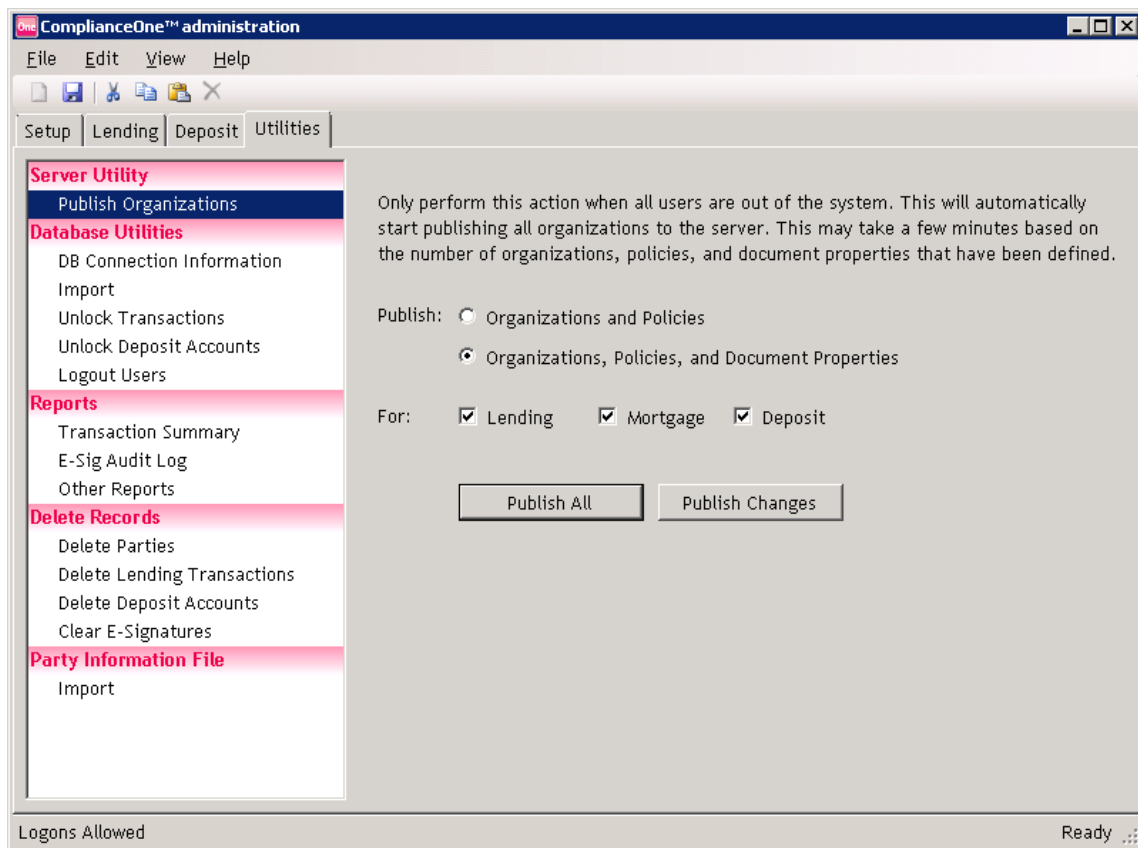 One ComplianceOne™ administration
File Edit View Help
Setup Lending Deposit Utilities
Server Utility
Publish Organizations
Database Utilities
DB Connection Information
Import
Unlock Transactions
Unlock Deposit Accounts
Logout Users
Reports
Transaction Summary
E-Sig Audit Log
Other Reports
Delete Records
Delete Parties
Delete Lending Transactions
Delete Deposit Accounts
Clear E-Signatures
Party Information File
Import
Only perform this action when all users are out of the system. This will automatically
start publishing all organizations to the server. This may take a few minutes based on
the number of organizations, policies, and document properties that have been defined.
Publish: Organizations and Policies
Organizations, Policies, and Document Properties
For: Lending Mortgage Deposit
Publish All Publish Changes
Logons Allowed Ready